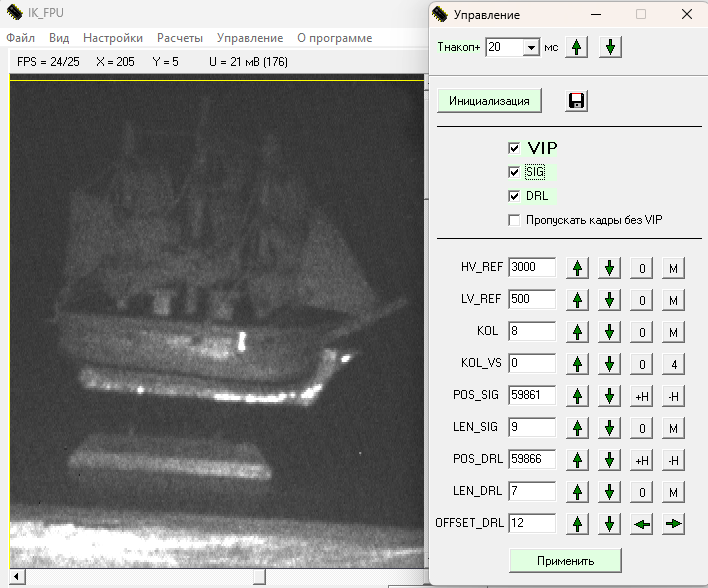 IK_FPU
Файл Вид Настройки Расчеты Управление О программе
FPS = 24/25 X = 205 Y = 5 U = 21 мВ (176)
Управление
Тнакоп+ 20 мс
Инициализация
VIP
SIG
DRL
Пропускать кадры без VIP
HV_REF 3000 0 M
LV_REF 500 0 M
KOL 8 0 M
KOL_VS 0 0 4
POS_SIG 59861 +H -H
LEN_SIG 9 0 M
POS_DRL 59866 +H -H
LEN_DRL 7 0 M
OFFSET_DRL 12
Применить